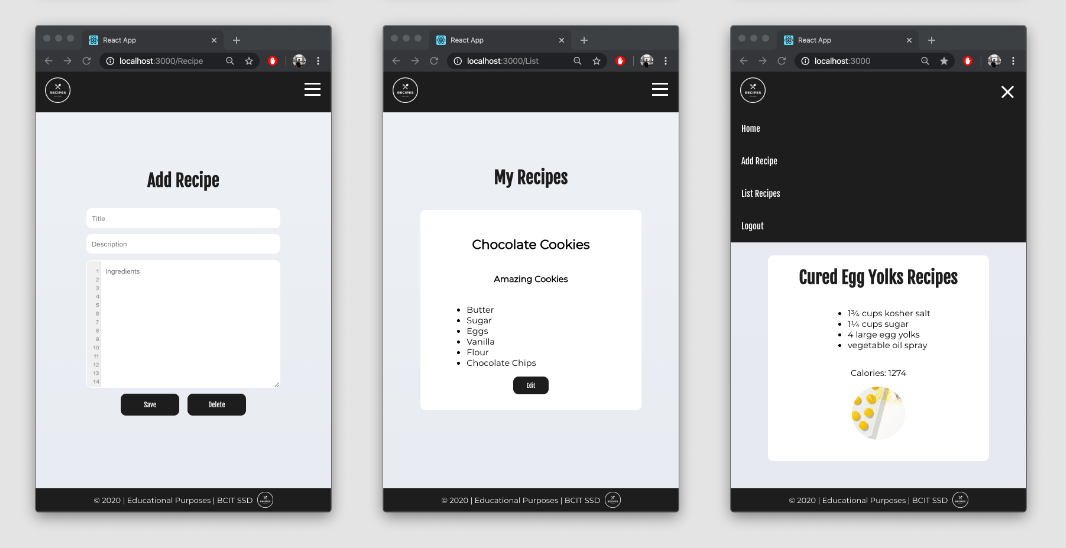 React App
localhost:3000/Recipe
RECIPES
Add Recipe
Title
Description
1
Ingredients
2
3
4
5
6
7
8
9
10
11
12
13
14
Save
Delete
© 2020 | Educational Purposes | BCIT SSD
React App
localhost:3000/List
RECIPES
My Recipes
Chocolate Cookies
Amazing Cookies
• Butter
• Sugar
• Eggs
• Vanilla
• Flour
• Chocolate Chips
Edit
© 2020 | Educational Purposes | BCIT SSD
React App
localhost:3000
RECIPES
Home
Add Recipe
List Recipes
Logout
Cured Egg Yolks Recipes
• 1¾ cups kosher salt
• 1¼ cups sugar
• 4 large egg yolks
• vegetable oil spray
Calories: 1274
© 2020 | Educational Purposes | BCIT SSD